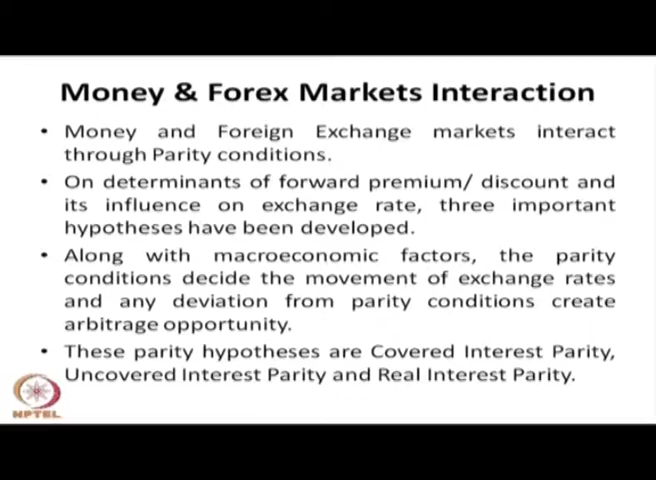 Money & Forex Markets Interaction
• Money and Foreign Exchange markets interact
through Parity conditions.
• On determinants of forward premium/ discount and
its influence on exchange rate, three important
hypotheses have been developed.
• Along with macroeconomic factors, the parity
conditions decide the movement of exchange rates
and any deviation from parity conditions create
arbitrage opportunity.
• These parity hypotheses are Covered Interest Parity,
Uncovered Interest Parity and Real Interest Parity.
NPTEL